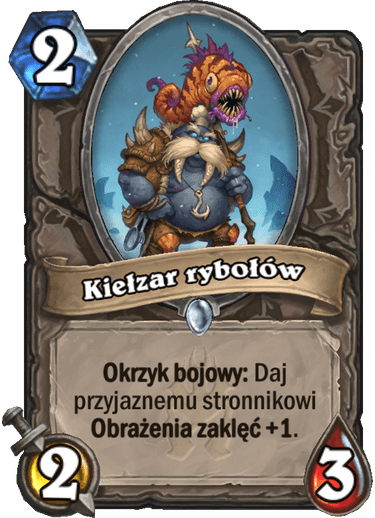 2
Kiełzar rybołów
Okrzyk bojowy: Daj
przyjaznemu stronnikowi
Obrażenia zaklęć +1.
2
3